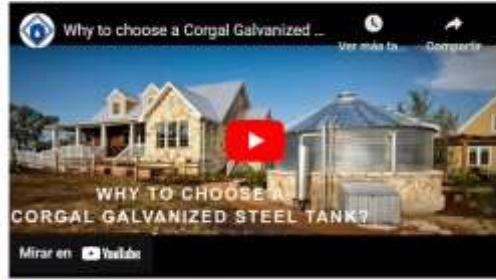 Why to choose a Corgal Galvanized ...
Ver más ta...
Compartir
WHY TO CHOOSE A
CORGAL GALVANIZED STEEL TANK?
Mirar en YouTube